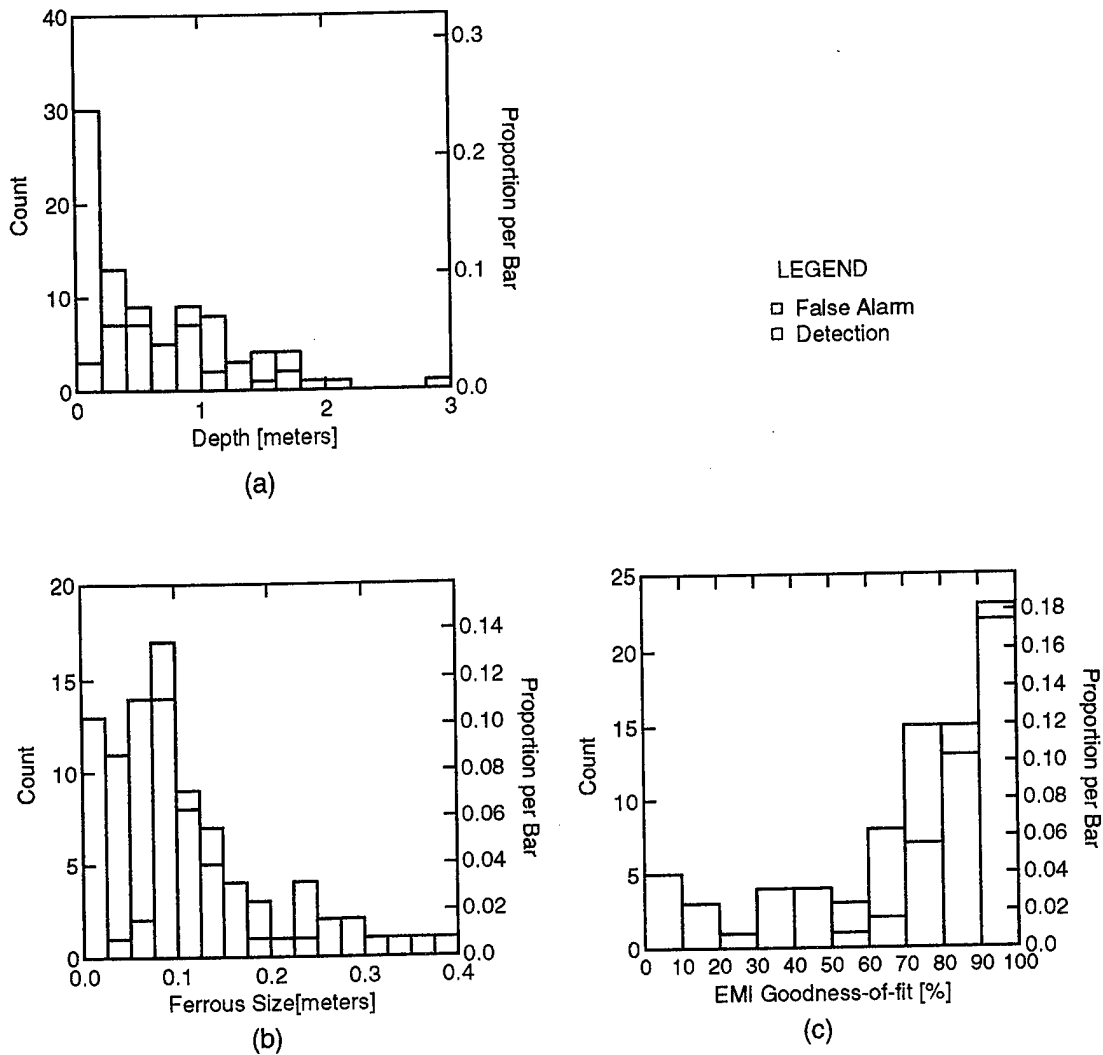 40
30
20
10
0
Count
0.3
0.2
0.1
0.0
Proportion per Bar
0 1 2 3
Depth [meters]
(a)
LEGEND
False Alarm
Detection
20
15
10
5
0
Count
0.14
0.12
0.10
0.08
0.06
0.04
0.02
0.0
Proportion per Bar
0.0 0.1 0.2 0.3 0.4
Ferrous Size[meters]
(b)
25
20
15
10
5
0
Count
0.18
0.16
0.14
0.12
0.10
0.08
0.06
0.04
0.02
0.0
Proportion per Bar
0 10 20 30 40 50 60 70 80 90 100
EMI Goodness-of-fit [%]
(c)